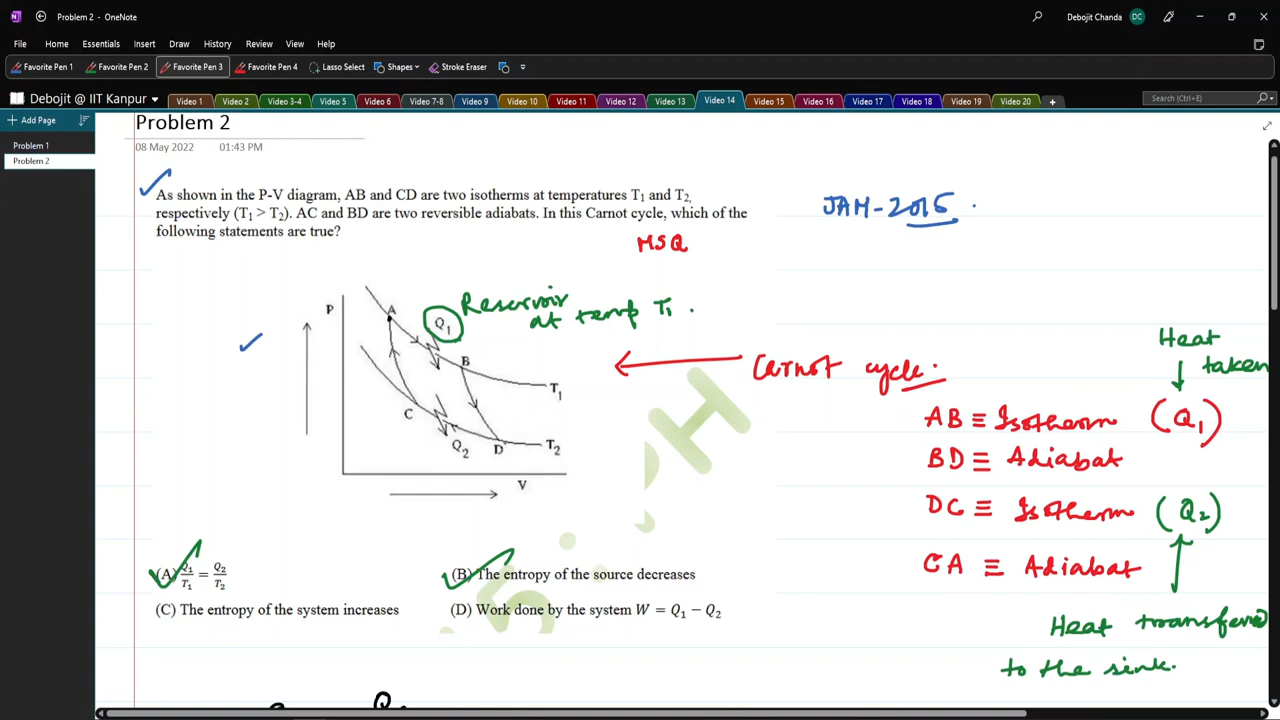 Problem 2 - OneNote
Debojit Chanda DC
File Home Essentials Insert Draw History Review View Help
Favorite Pen 1 Favorite Pen 2 Favorite Pen 3 Favorite Pen 4 Lasso Select Shapes Stroke Eraser
Debojit @ IIT Kanpur Video 1 Video 2 Video 3-4 Video 5 Video 6 Video 7-8 Video 9 Video 10 Video 11 Video 12 Video 13 Video 14 Video 15 Video 16 Video 17 Video 18 Video 19 Video 20 + Search (Ctrl+E)
+ Add Page
Problem 1
Problem 2
Problem 2
08 May 2022 01:43 PM
As shown in the P-V diagram, AB and CD are two isotherms at temperatures T₁ and T₂,
respectively (T₁ > T₂). AC and BD are two reversible adiabats. In this Carnot cycle, which of the
following statements are true?
MSQ
JAM-2015
P
A
Q₁
Reservoir
at temp T₁.
B
T₁
C
Q₂
D
T₂
V
Carnot cycle.
Heat
taken
AB ≡ Isotherm (Q₁)
BD ≡ Adiabat
DC ≡ Isotherm (Q₂)
CA ≡ Adiabat
Heat transferred
to the sink.
(A) Q₁/T₁ = Q₂/T₂
(B) The entropy of the source decreases
(C) The entropy of the system increases
(D) Work done by the system W = Q₁ − Q₂